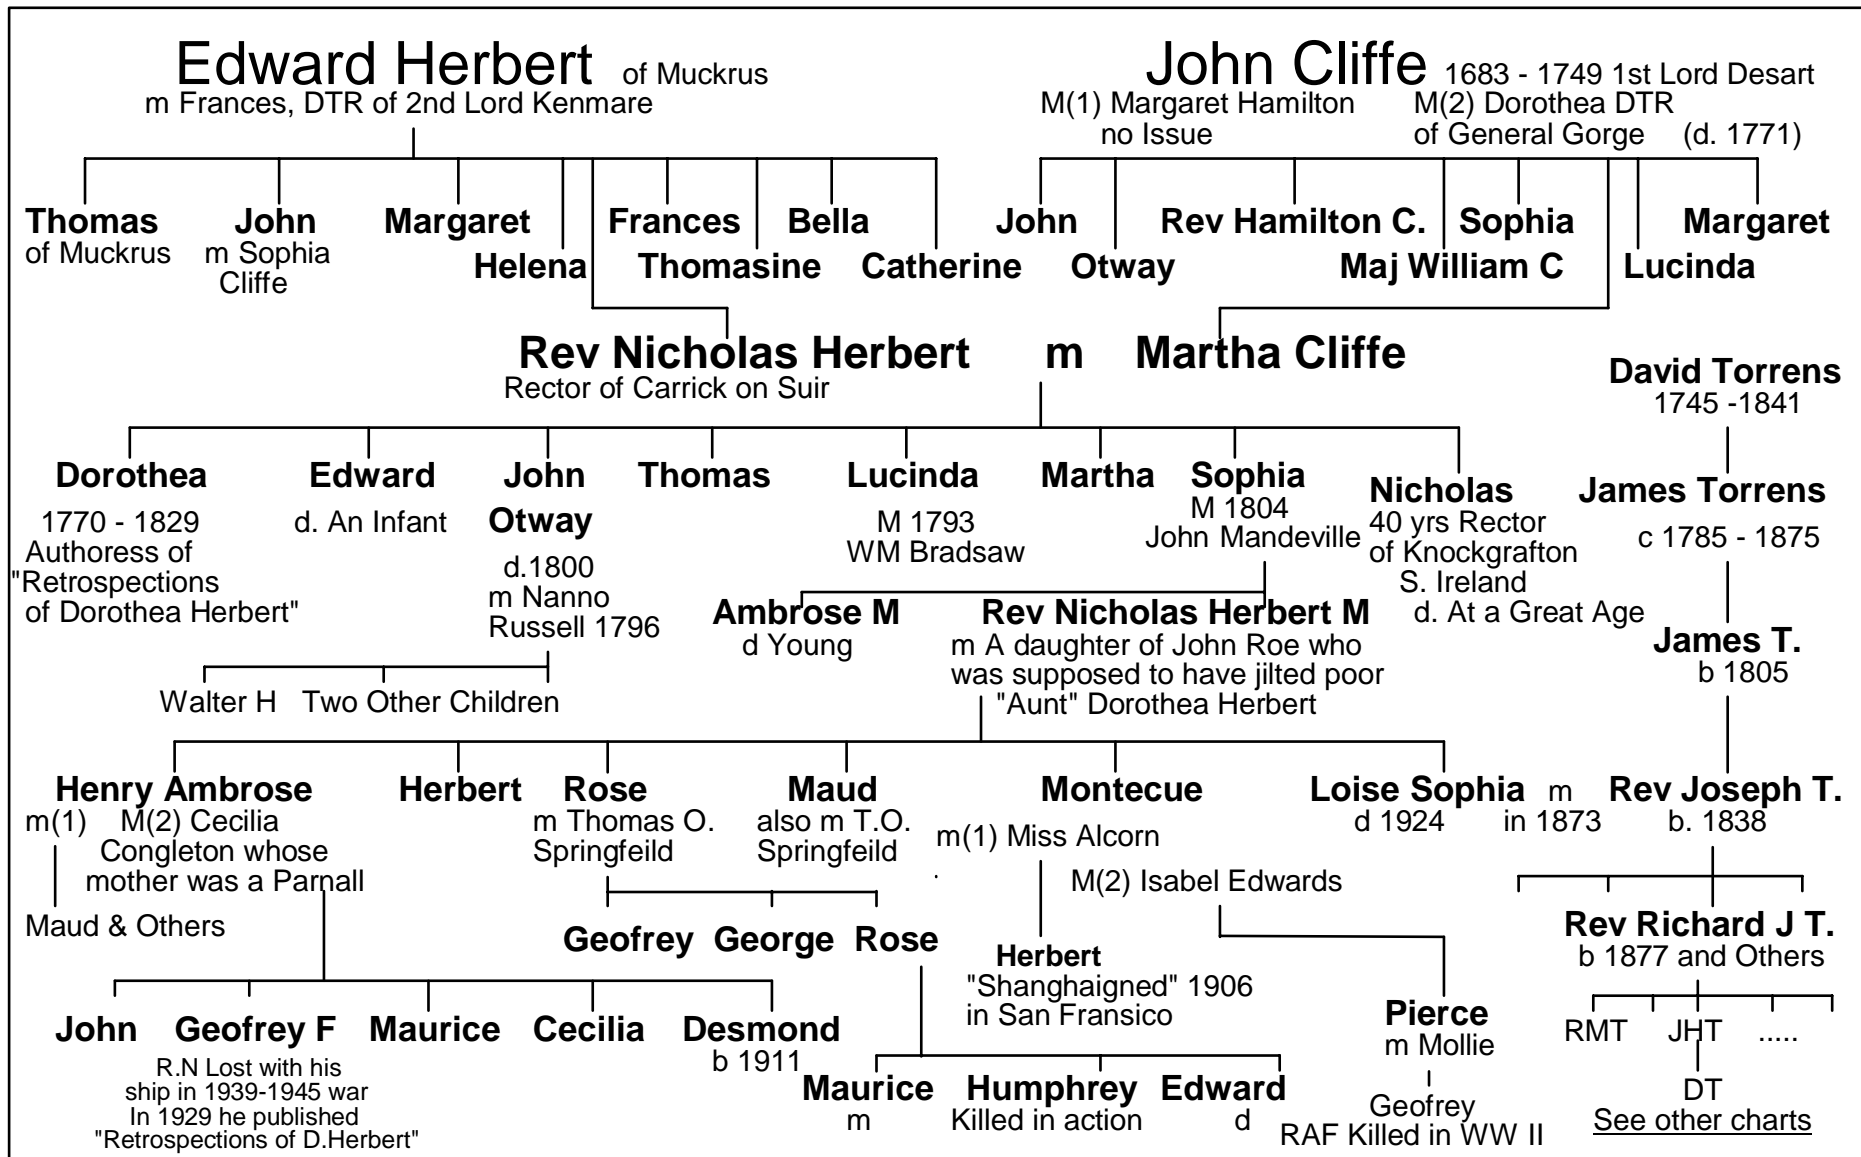 Edward Herbert of Muckrus
m Frances, DTR of 2nd Lord Kenmare
John Cliffe 1683 - 1749 1st Lord Desart
M(1) Margaret Hamilton
no Issue
M(2) Dorothea DTR
of General Gorge (d. 1771)
Thomas
of Muckrus
John
m Sophia
Cliffe
Margaret
Helena
Frances
Thomasine
Bella
Catherine
John
Otway
Rev Hamilton C.
Maj William C
Sophia
Lucinda
Margaret
Rev Nicholas Herbert m Martha Cliffe
Rector of Carrick on Suir
David Torrens
1745 -1841
Dorothea
1770 - 1829
Authoress of
"Retrospections
of Dorothea Herbert"
Edward
d. An Infant
John
Otway
d.1800
m Nanno
Russell 1796
Thomas
Lucinda
M 1793
WM Bradsaw
Martha
Sophia
M 1804
John Mandeville
Nicholas
40 yrs Rector
of Knockgrafton
S. Ireland
d. At a Great Age
James Torrens
c 1785 - 1875
Ambrose M
d Young
Rev Nicholas Herbert M
m A daughter of John Roe who
was supposed to have jilted poor
"Aunt" Dorothea Herbert
James T.
b 1805
Walter H Two Other Children
Henry Ambrose
m(1) M(2) Cecilia
Congleton whose
mother was a Parnall
Maud & Others
Herbert
Rose
m Thomas O.
Springfeild
Maud
also m T.O.
Springfeild
Montecue
m(1) Miss Alcorn
.
M(2) Isabel Edwards
Loise Sophia m Rev Joseph T.
d 1924 in 1873 b. 1838
Geofrey George Rose
Herbert
"Shanghaigned" 1906
in San Fransico
Rev Richard J T.
b 1877 and Others
John
Geofrey F
R.N Lost with his
ship in 1939-1945 war
In 1929 he published
"Retrospections of D.Herbert"
Maurice
Cecilia
Desmond
b 1911
Maurice
m
Humphrey
Killed in action
Edward
d
Pierce
m Mollie
Geofrey
RAF Killed in WW II
RMT JHT .....
DT
See other charts